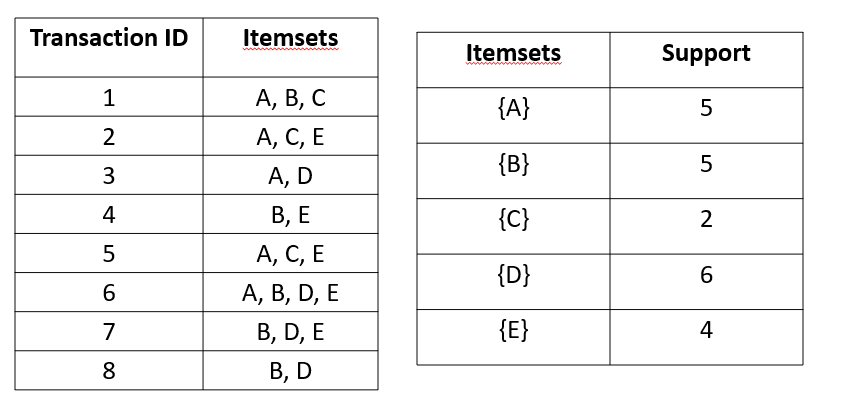 Transaction ID Itemsets
1 A, B, C
2 A, C, E
3 A, D
4 B, E
5 A, C, E
6 A, B, D, E
7 B, D, E
8 B, D
Itemsets Support
{A} 5
{B} 5
{C} 2
{D} 6
{E} 4